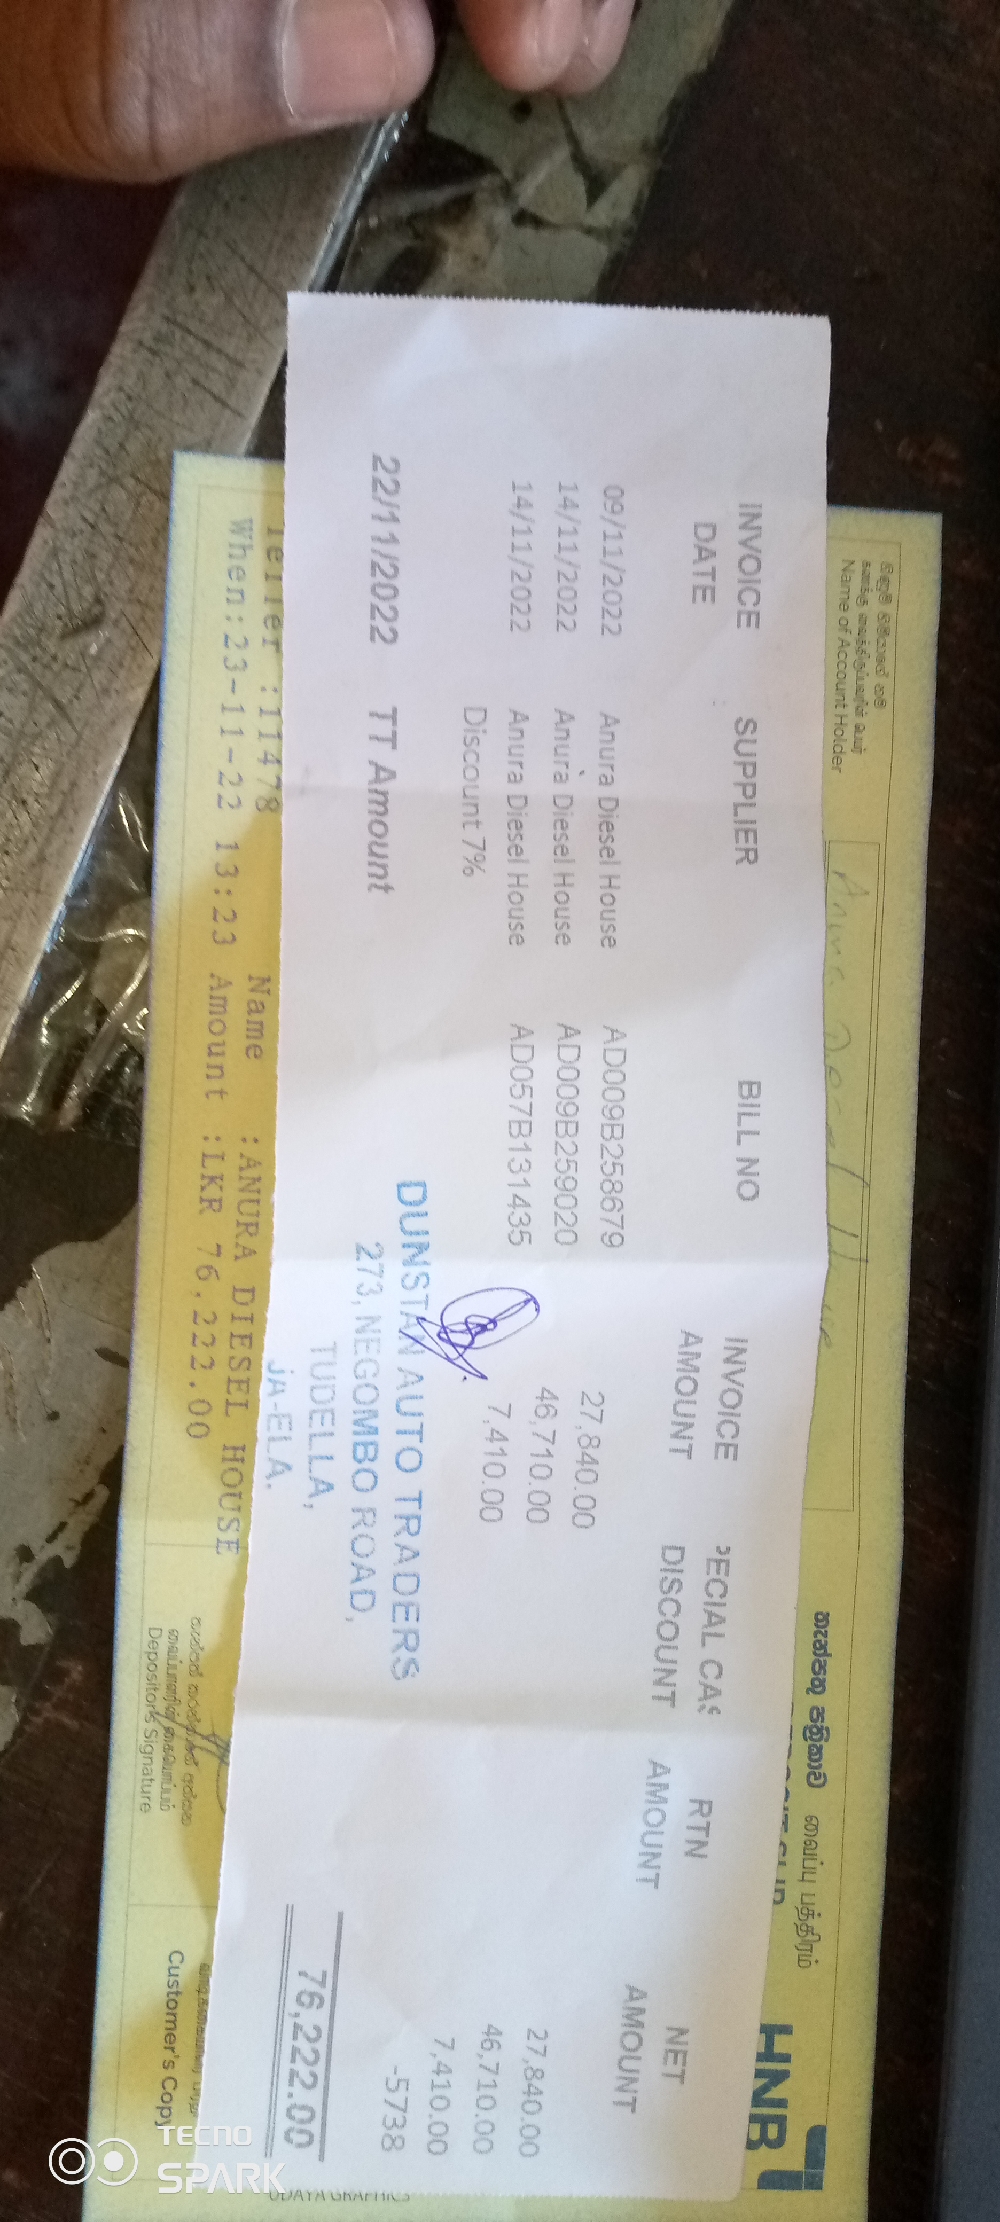 INVOICE DATE SUPPLIER BILL NO INVOICE AMOUNT PECIAL CAS DISCOUNT RTN AMOUNT NET AMOUNT
09/11/2022 Anura Diesel House AD009B258679 27,840.00 27,840.00
14/11/2022 Anura Diesel House AD009B259020 46,710.00 46,710.00
14/11/2022 Anura Diesel House AD057B131435 7,410.00 7,410.00
Discount 7% -5738
22/11/2022 TT Amount 76,222.00
DUNSTAN AUTO TRADERS
273, NEGOMBO ROAD,
TUDELLA,
JA-ELA.
HNB
வைப்பு பத்திரம்
Name of Account Holder
Teller :11478 Name :ANURA DIESEL HOUSE
When:23-11-22 13:23 Amount :LKR 76,222.00
Depositor's Signature
Customer's Copy
UDAYA GRAPHICS
TECNO
SPARK